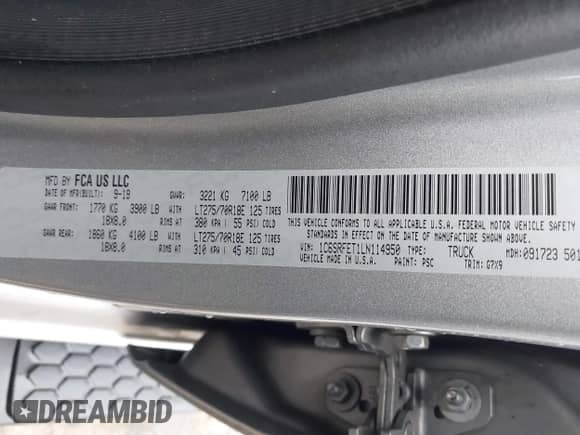 MFD BY FCA US LLC
DATE OF MFR(BUILT): 9-19 GVWR: 3221 KG 7100 LB
GAWR FRONT: 1770 KG 3900 LB WITH LT275/70R18E 125 TIRES
18X8.0 RIMS AT 380 KPA ( 55 PSI COLD
GAWR REAR: 1860 KG 4100 LB WITH LT275/70R18E 125 TIRES
18X8.0 RIMS AT 310 KPA ( 45 PSI COLD
THIS VEHICLE CONFORMS TO ALL APPLICABLE U.S.A. FEDERAL MOTOR VEHICLE
SAFETY STANDARDS IN EFFECT ON THE DATE OF MANUFACTURE SHOWN ABOVE.
VIN: 1C6SRFET1LN114950 TYPE: TRUCK MDH: 091723 501
VEHICLE MADE IN U.S.A. PAINT: PSC TRIM: G7X9
DREAMBID